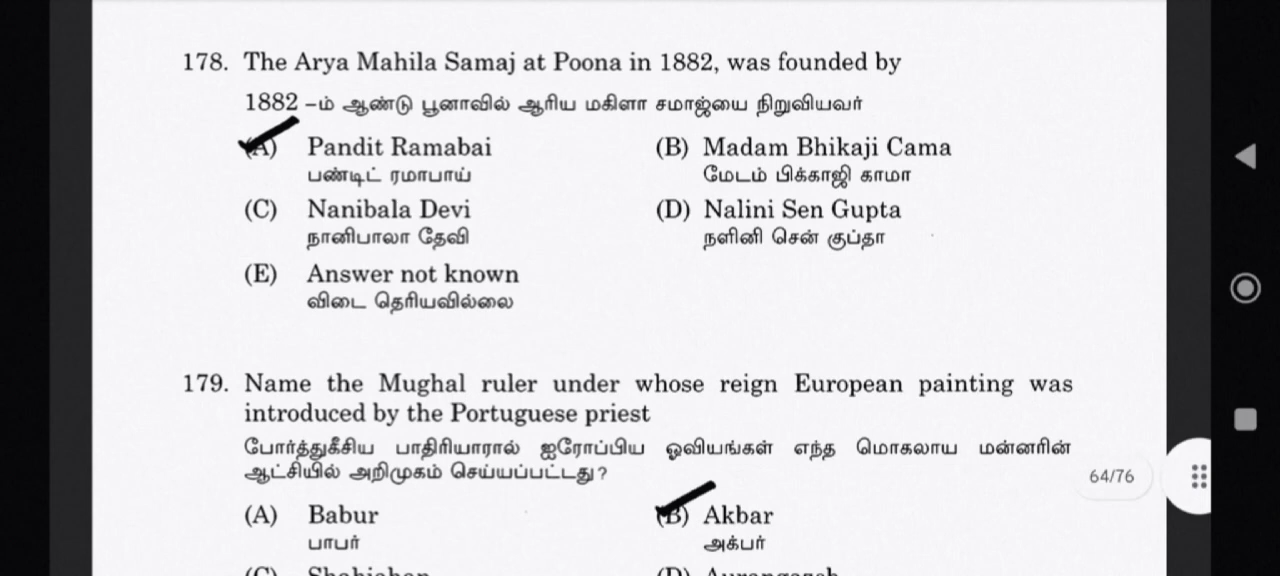 178. The Arya Mahila Samaj at Poona in 1882, was founded by
1882 –ம் ஆண்டு பூனாவில் ஆரிய மகிளா சமாஜ்யை நிறுவியவர்
(A) Pandit Ramabai (B) Madam Bhikaji Cama
பண்டிட் ரமாபாய் மேடம் பிக்காஜி காமா
(C) Nanibala Devi (D) Nalini Sen Gupta
நானிபாலா தேவி நளினி சென் குப்தா
(E) Answer not known
விடை தெரியவில்லை
179. Name the Mughal ruler under whose reign European painting was
introduced by the Portuguese priest
போர்த்துகீசிய பாதிரியாரால் ஐரோப்பிய ஓவியங்கள் எந்த மொகலாய மன்னரின்
ஆட்சியில் அறிமுகம் செய்யப்பட்டது?
64/76
(A) Babur (B) Akbar
பாபர் அக்பர்
(C) Shahjahan (D) Aurangazeb